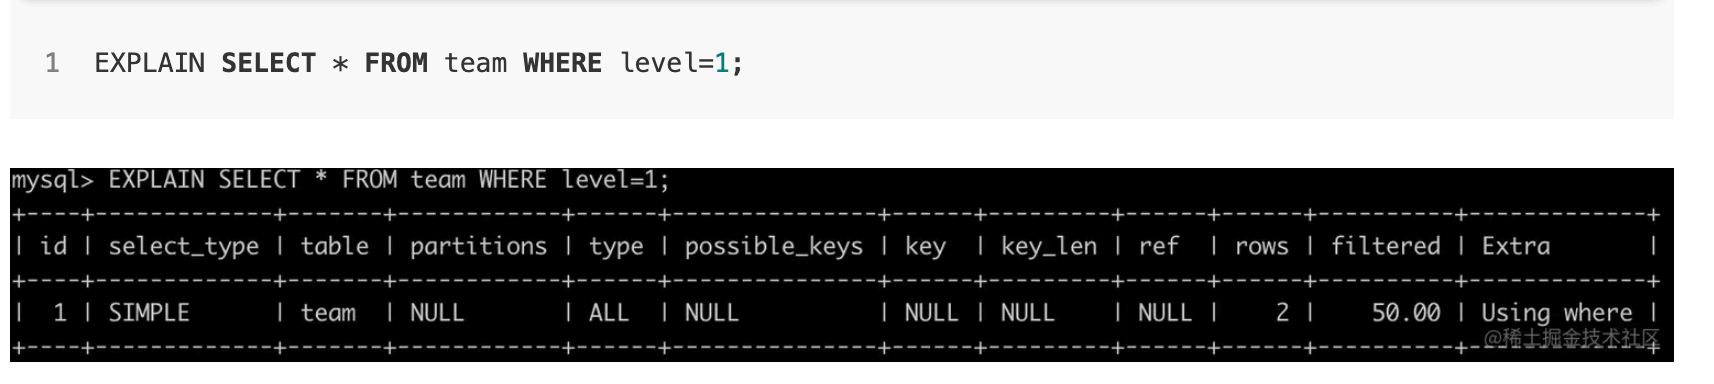 1 EXPLAIN SELECT * FROM team WHERE level=1;
mysql> EXPLAIN SELECT * FROM team WHERE level=1;
+----+-------------+-------+------------+------+---------------+------+---------+------+------+----------+-------------+
| id | select_type | table | partitions | type | possible_keys | key  | key_len | ref  | rows | filtered | Extra       |
+----+-------------+-------+------------+------+---------------+------+---------+------+------+----------+-------------+
|  1 | SIMPLE      | team  | NULL       | ALL  | NULL          | NULL | NULL    | NULL |    2 |    50.00 | Using where |
+----+-------------+-------+------------+------+---------------+------+---------+------+------+----------+-------------+
@稀土掘金技术社区